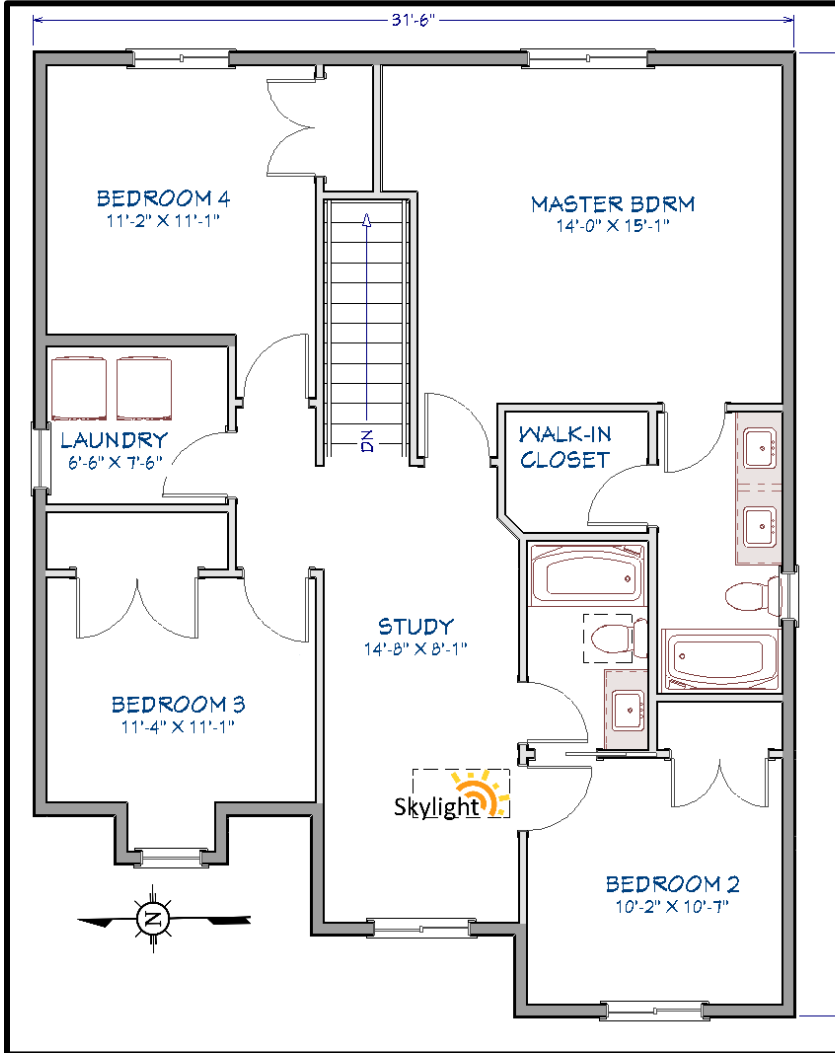 31'-6"
BEDROOM 4
11'-2" X 11'-1"
MASTER BDRM
14'-0" X 15'-1"
DN
LAUNDRY
6'-6" X 7'-6"
WALK-IN
CLOSET
STUDY
14'-8" X 8'-1"
BEDROOM 3
11'-4" X 11'-1"
Skylight
BEDROOM 2
10'-2" X 10'-7"
N